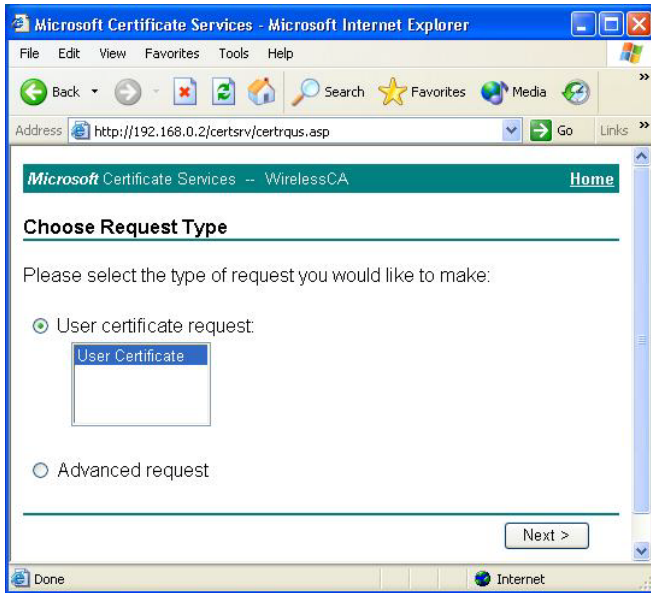 Microsoft Certificate Services - Microsoft Internet Explorer
File Edit View Favorites Tools Help
Back Search Favorites Media »
Address http://192.168.0.2/certsrv/certrqus.asp Go Links »
Microsoft Certificate Services -- WirelessCA Home
Choose Request Type
Please select the type of request you would like to make:
User certificate request:
User Certificate
Advanced request
Next >
Done Internet